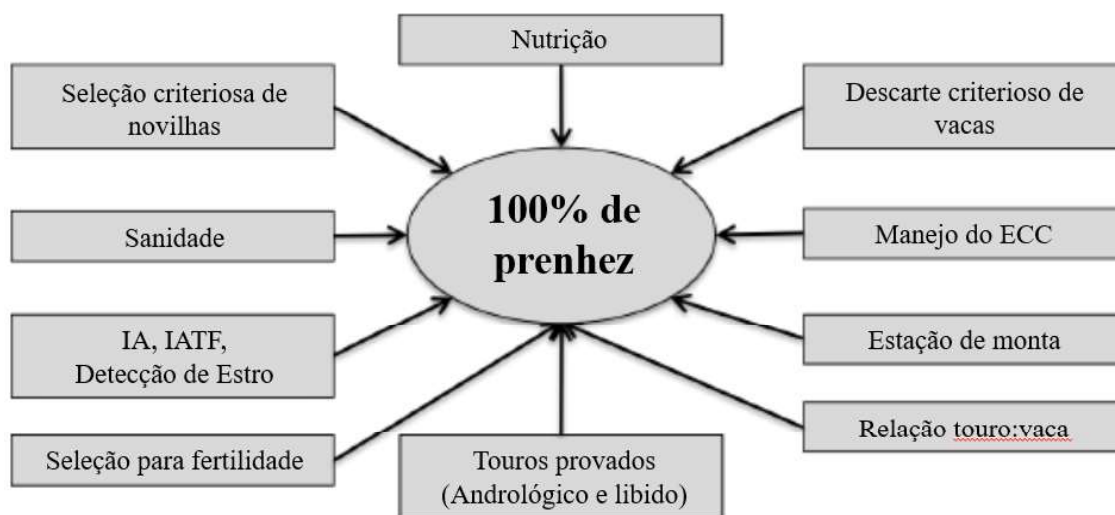 Nutrição
Seleção criteriosa de
novilhas
Descarte criterioso de
vacas
100% de
prenhez
Sanidade
Manejo do ECC
IA, IATF,
Detecção de Estro
Estação de monta
Relação touro:vaca
Seleção para fertilidade
Touros provados
(Andrológico e libido)